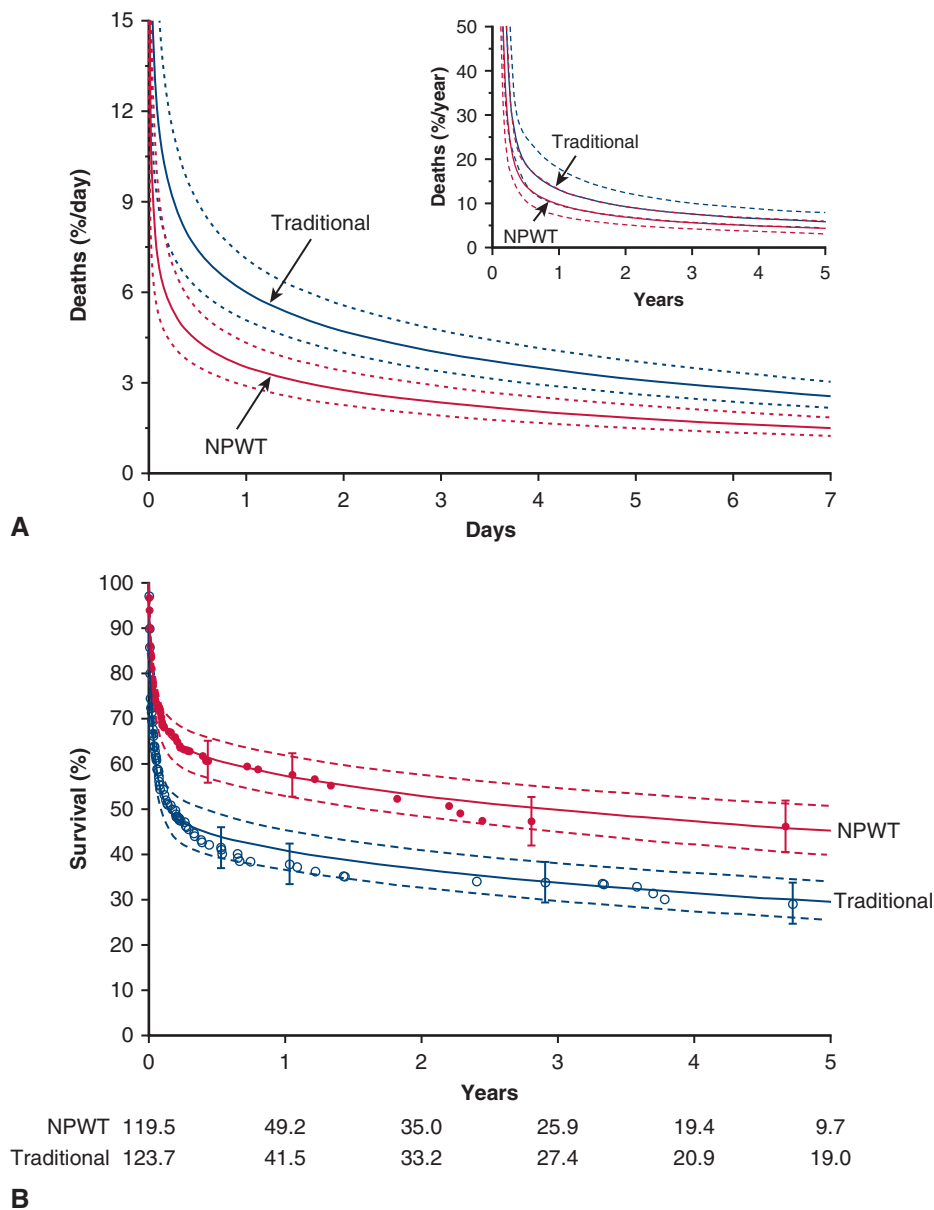 15
12
9
6
3
0
Deaths (%/day)
0 1 2 3 4 5 6 7
Days
Traditional
NPWT
50
40
30
20
10
0
Deaths (%/year)
0 1 2 3 4 5
Years
Traditional
NPWT
A
100
90
80
70
60
50
40
30
20
10
0
Survival (%)
NPWT
Traditional
0 1 2 3 4 5
Years
NPWT 119.5 49.2 35.0 25.9 19.4 9.7
Traditional 123.7 41.5 33.2 27.4 20.9 19.0
B